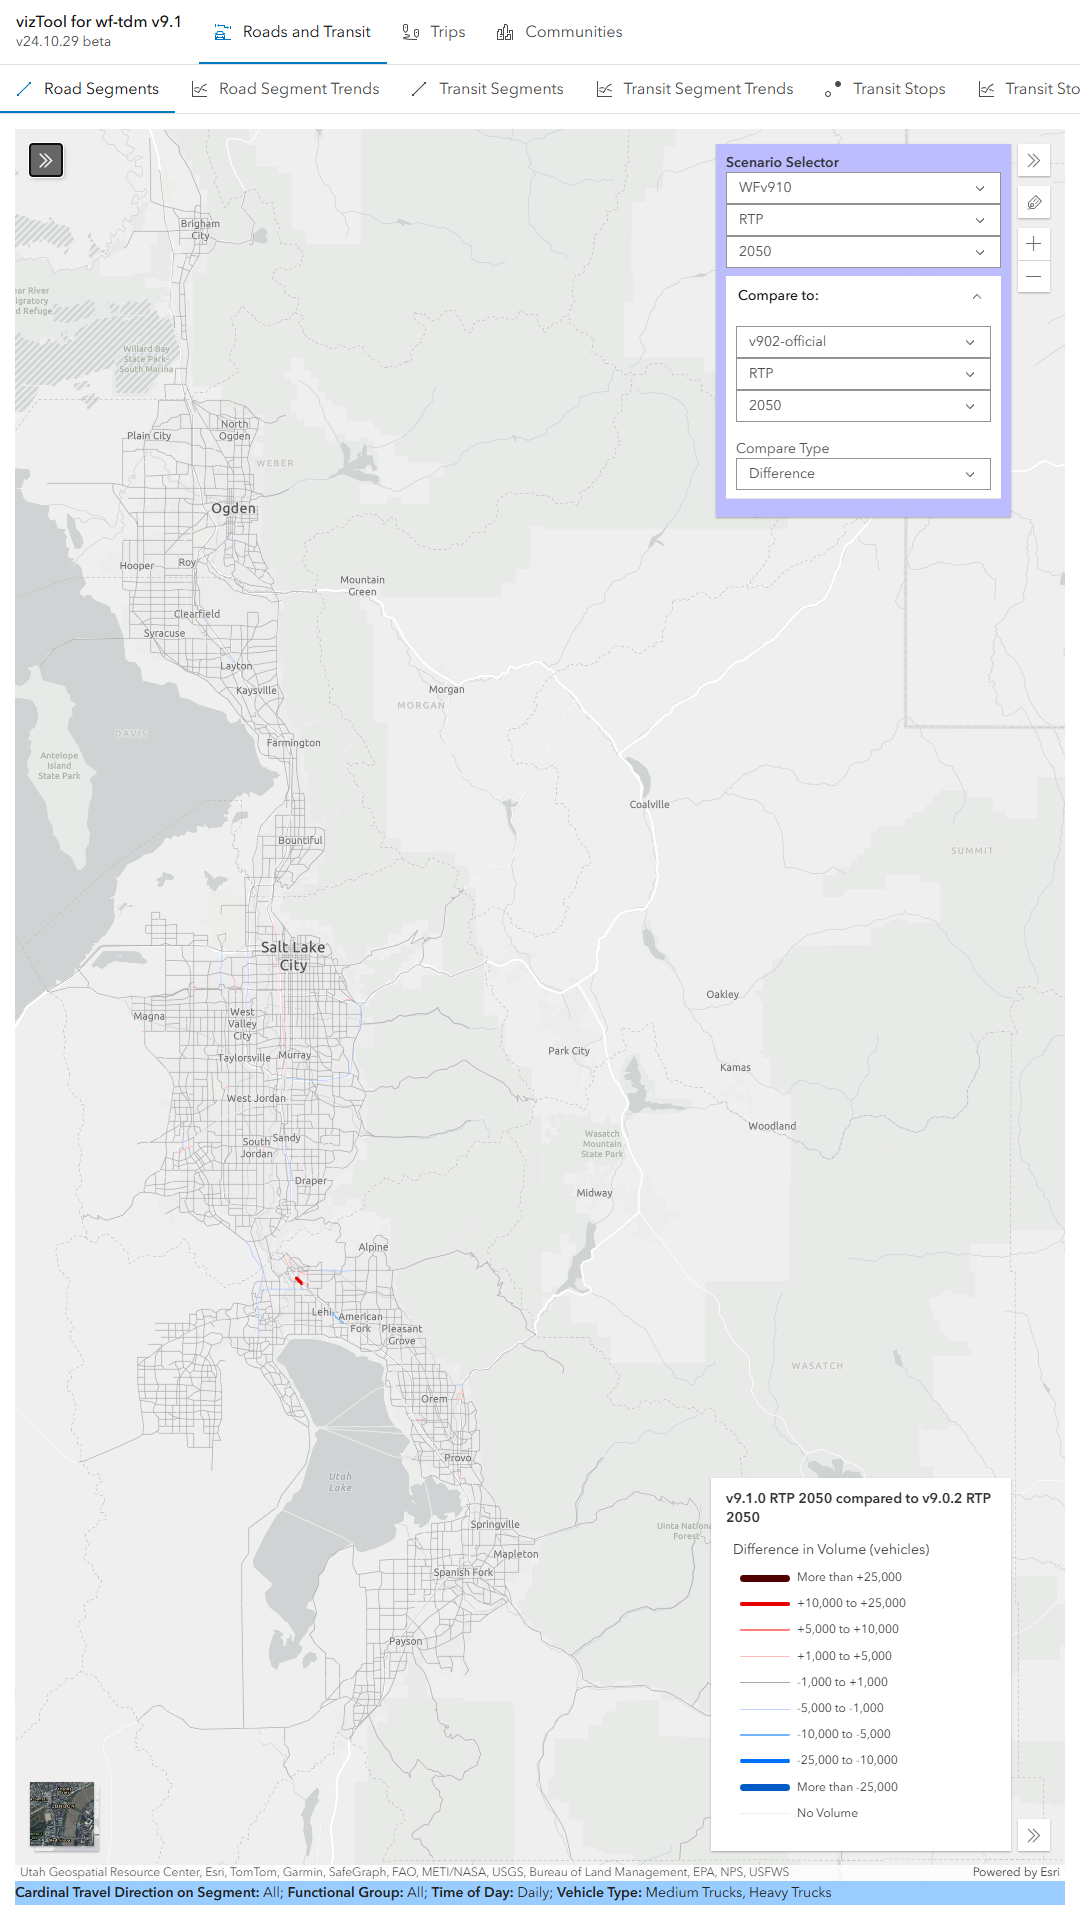 vizTool for wf-tdm v9.1
v24.10.29 beta
Roads and Transit
Trips
Communities
Road Segments
Road Segment Trends
Transit Segments
Transit Segment Trends
Transit Stops
Transit Sto
Scenario Selector
WFv910
RTP
2050
Compare to:
v902-official
RTP
2050
Compare Type
Difference
Brigham
City
ear River
igratory
d Refuge
Willard Bay
State Park-
South Marina
North
Ogden
Plain City
WEBER
Ogden
Hooper
Roy
Mountain
Green
Clearfield
Syracuse
Layton
Kaysville
Morgan
MORGAN
DAVIS
Farmington
Antelope
Island
State Park
Coalville
Bountiful
SUMMIT
Salt Lake
City
Oakley
Magna
West
Valley
City
Park City
Taylorsville
Murray
Kamas
West Jordan
Woodland
South
Jordan
Sandy
Wasatch
Mountain
State Park
Draper
Midway
Alpine
Lehi
American
Fork
Pleasant
Grove
WASATCH
Orem
Provo
Utah
Lake
Springville
Uinta Nationa
Forest
Mapleton
Spanish Fork
Payson
v9.1.0 RTP 2050 compared to v9.0.2 RTP
2050
Difference in Volume (vehicles)
More than +25,000
+10,000 to +25,000
+5,000 to +10,000
+1,000 to +5,000
-1,000 to +1,000
-5,000 to -1,000
-10,000 to -5,000
-25,000 to -10,000
More than -25,000
No Volume
Utah Geospatial Resource Center, Esri, TomTom, Garmin, SafeGraph, FAO, METI/NASA, USGS, Bureau of Land Management, EPA, NPS, USFWS
Powered by Esri
Cardinal Travel Direction on Segment: All; Functional Group: All; Time of Day: Daily; Vehicle Type: Medium Trucks, Heavy Trucks